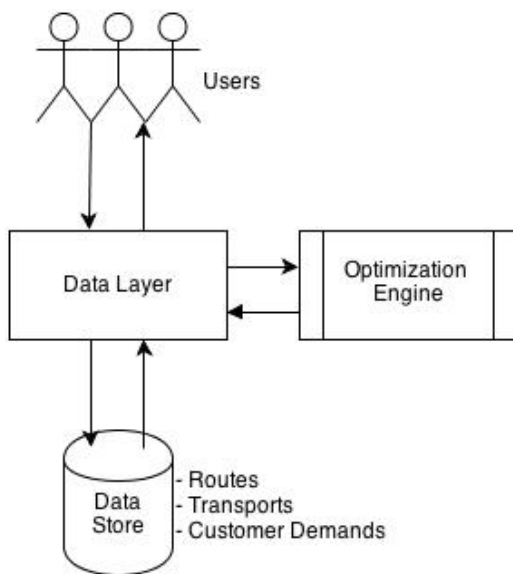 Users
Data Layer
Optimization
Engine
Data
Store
- Routes
- Transports
- Customer Demands